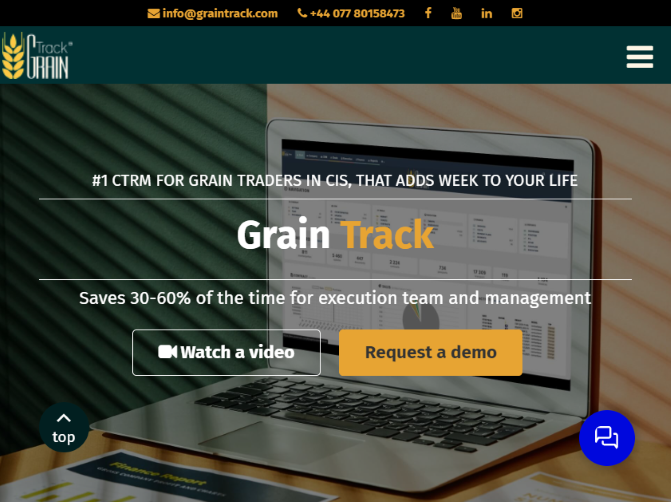 info@graintrack.com +44 077 80158473
Track®
GRAIN
#1 CTRM FOR GRAIN TRADERS IN CIS, THAT ADDS WEEK TO YOUR LIFE
Grain Track
Saves 30-60% of the time for execution team and management
Watch a video Request a demo
top
Finance Report